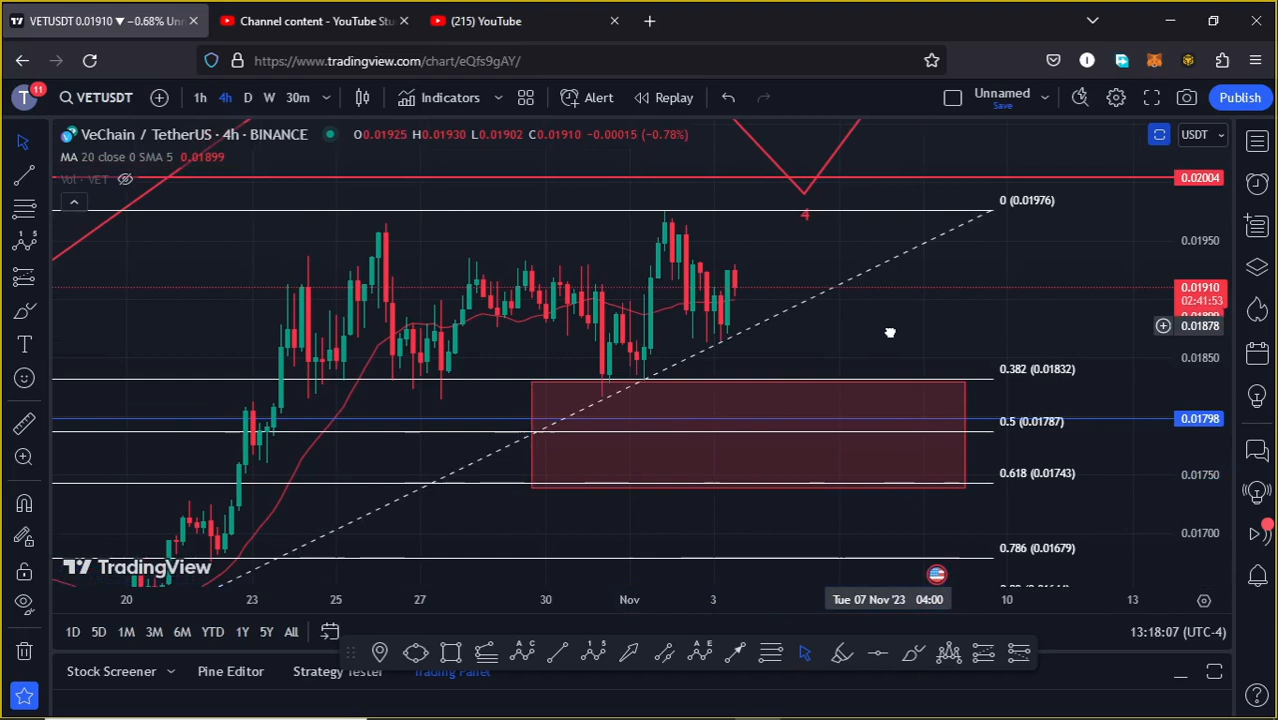 VETUSDT 0.01910 ▼ −0.68% Unn
Channel content - YouTube Stu
(215) YouTube
https://www.tradingview.com/chart/eQfs9gAY/
11
T
VETUSDT
1h 4h D W 30m
Indicators
Alert
Replay
Unnamed
Save
Publish
VeChain / TetherUS · 4h · BINANCE
O0.01925 H0.01930 L0.01902 C0.01910 −0.00015 (−0.78%)
USDT
MA 20 close 0 SMA 5 0.01899
Vol · VET
0.02004
0 (0.01976)
4
0.01950
0.01910
02:41:53
0.01899
0.01878
0.01850
0.382 (0.01832)
0.01798
0.5 (0.01787)
0.618 (0.01743)
0.01750
0.01700
0.786 (0.01679)
TradingView
20 23 25 27 30 Nov 3 Tue 07 Nov '23 04:00 10 13
1D 5D 1M 3M 6M YTD 1Y 5Y All
13:18:07 (UTC-4)
Stock Screener
Pine Editor
Strategy Tester
Trading Panel